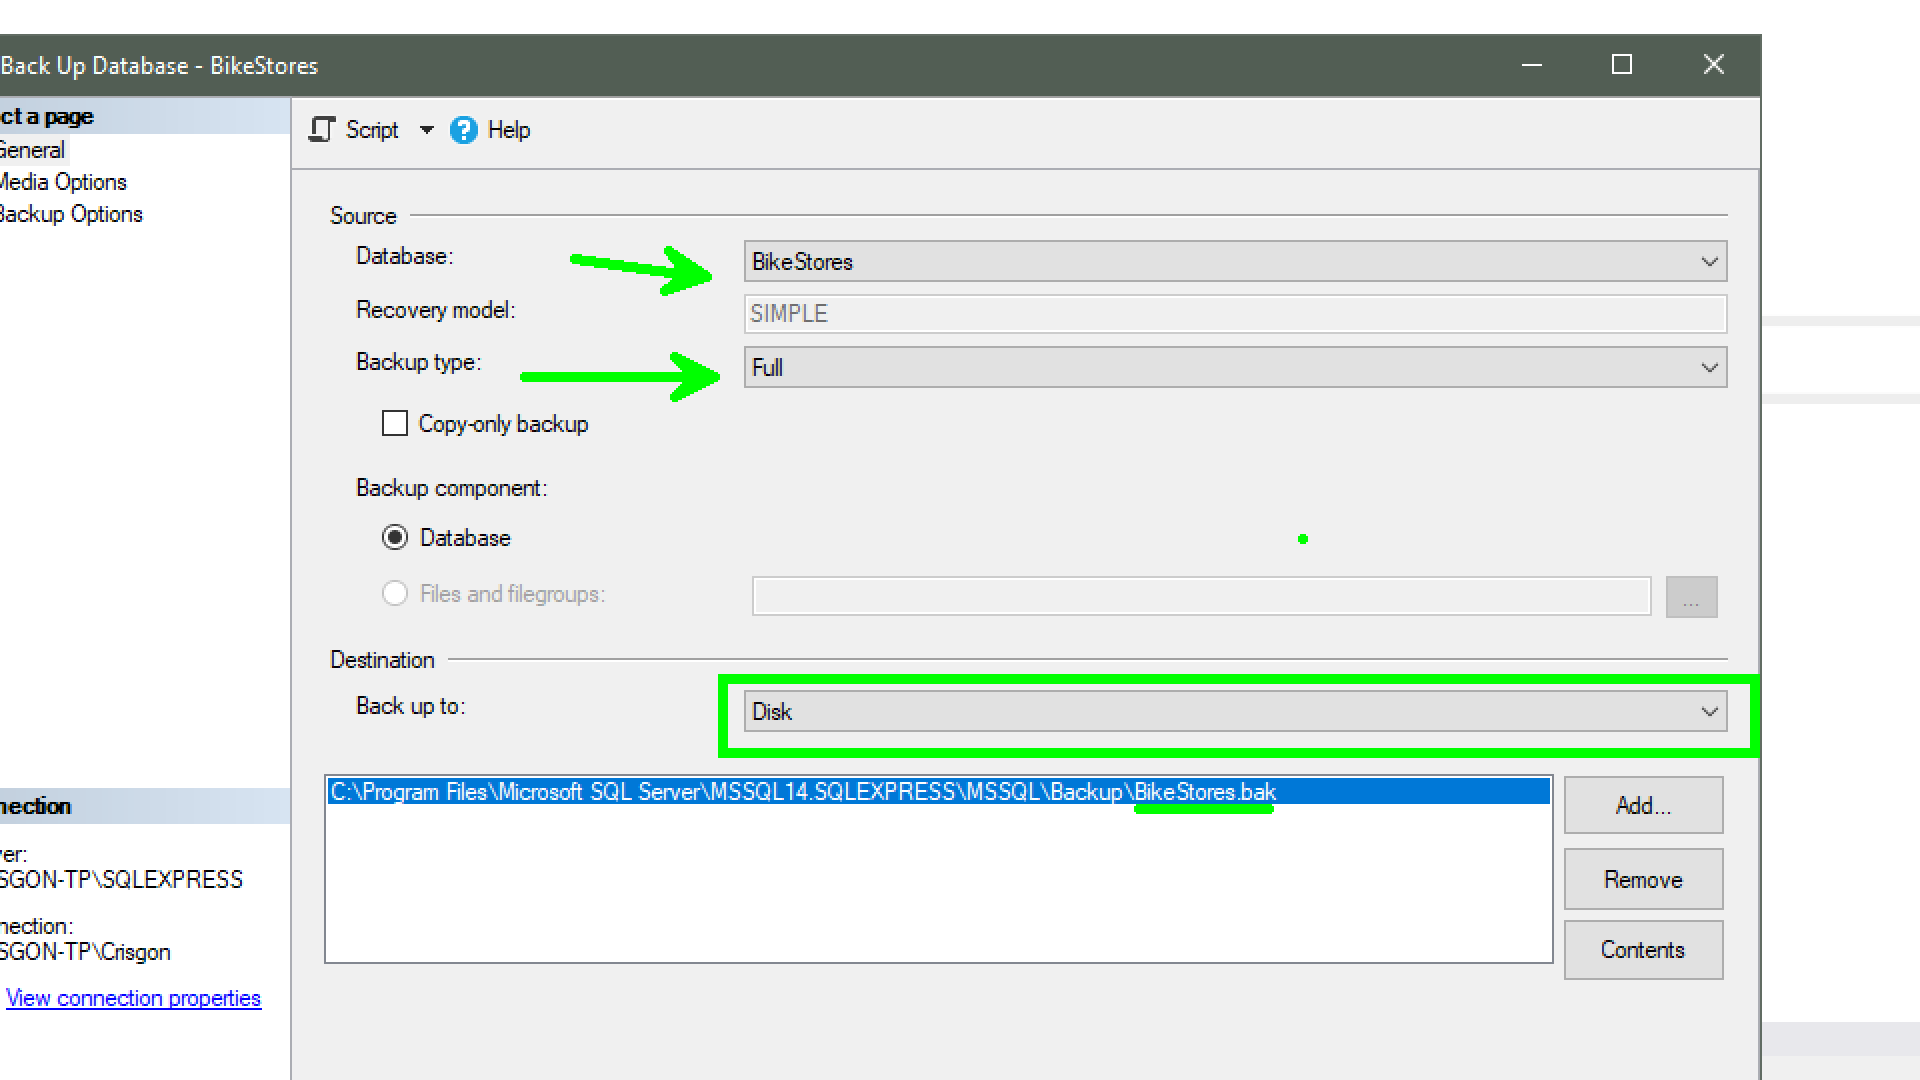 Back Up Database - BikeStores
ct a page
General
Media Options
Backup Options
Script
Help
Source
Database:
BikeStores
Recovery model:
SIMPLE
Backup type:
Full
Copy-only backup
Backup component:
Database
Files and filegroups:
...
Destination
Back up to:
Disk
C:\Program Files\Microsoft SQL Server\MSSQL14.SQLEXPRESS\MSSQL\Backup\BikeStores.bak
Add...
Remove
Contents
nection
ver:
SGON-TP\SQLEXPRESS
nection:
SGON-TP\Crisgon
View connection properties